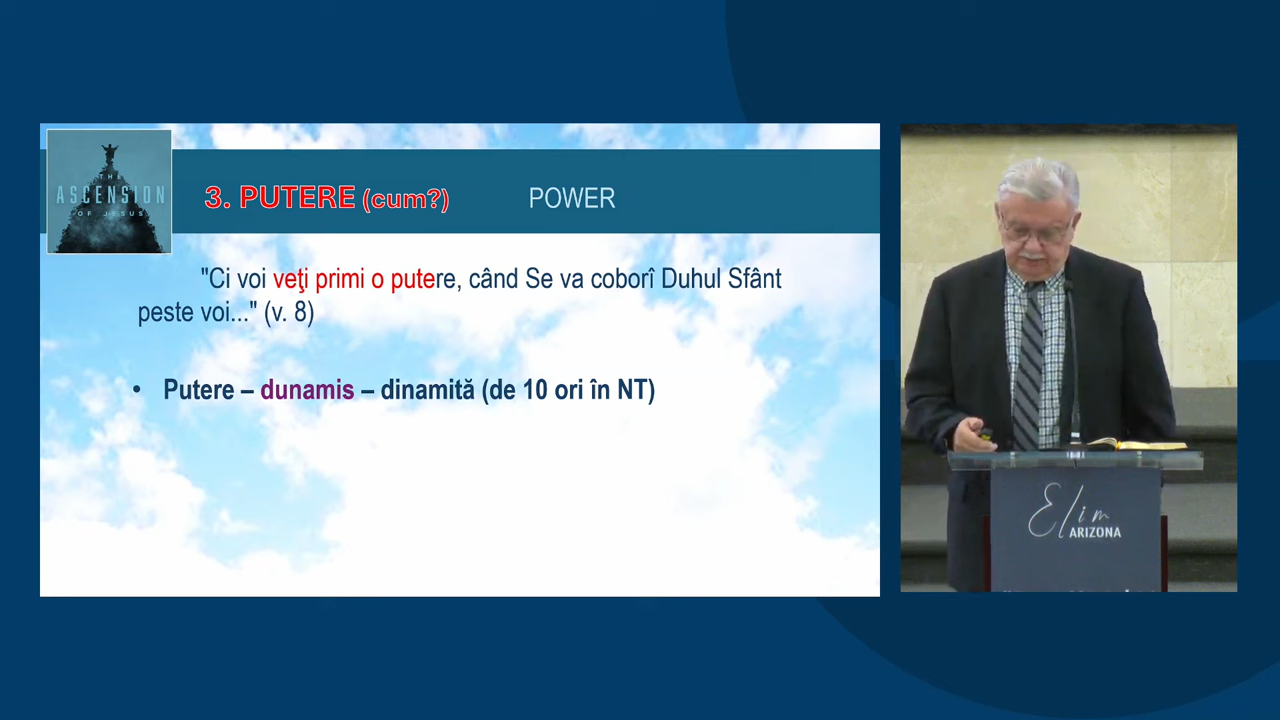 THE
ASCENSION
OF JESUS
3. PUTERE (cum?)
POWER
"Ci voi veţi primi o putere, când Se va coborî Duhul Sfânt
peste voi..." (v. 8)
• Putere – dunamis – dinamită (de 10 ori în NT)
Elim
ARIZONA